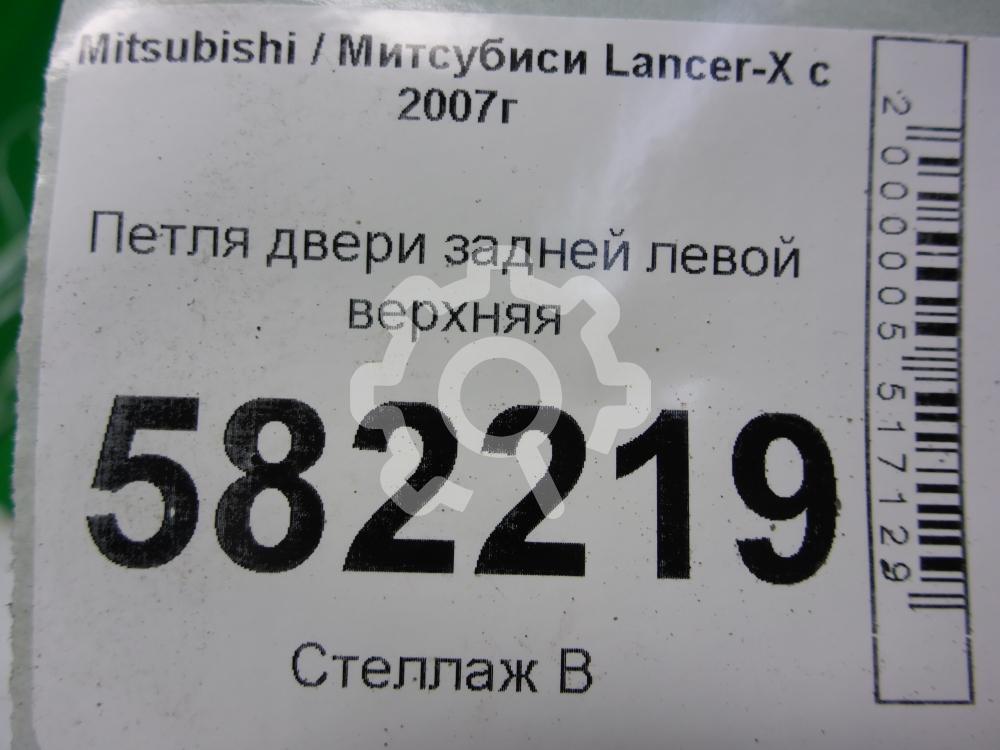 Mitsubishi / Митсубиси Lancer-X с
2007г
Петля двери задней левой
верхняя
582219
Стеллаж В
2000005517129